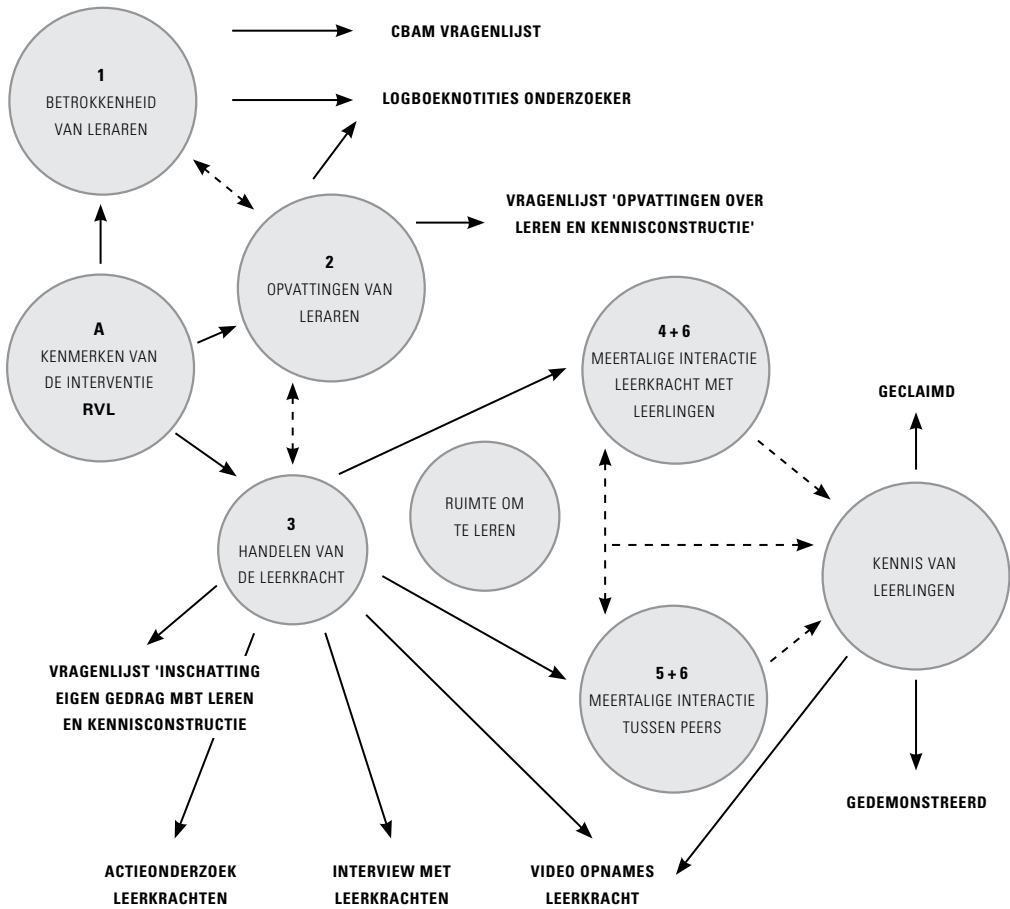 CBAM VRAGENLIJST
1
BETROKKENHEID
VAN LERAREN
LOGBOEKNOTITIES ONDERZOEKER
VRAGENLIJST 'OPVATTINGEN OVER
LEREN EN KENNISCONSTRUCTIE'
2
OPVATTINGEN VAN
LERAREN
A
KENMERKEN VAN
DE INTERVENTIE
RVL
4 + 6
MEERTALIGE INTERACTIE
LEERKRACHT MET
LEERLINGEN
GECLAIMD
RUIMTE OM
TE LEREN
3
HANDELEN VAN
DE LEERKRACHT
KENNIS VAN
LEERLINGEN
VRAGENLIJST 'INSCHATTING
EIGEN GEDRAG MBT LEREN
EN KENNISCONSTRUCTIE
5 + 6
MEERTALIGE INTERACTIE
TUSSEN PEERS
GEDEMONSTREERD
ACTIEONDERZOEK
LEERKRACHTEN
INTERVIEW MET
LEERKRACHTEN
VIDEO OPNAMES
LEERKRACHT